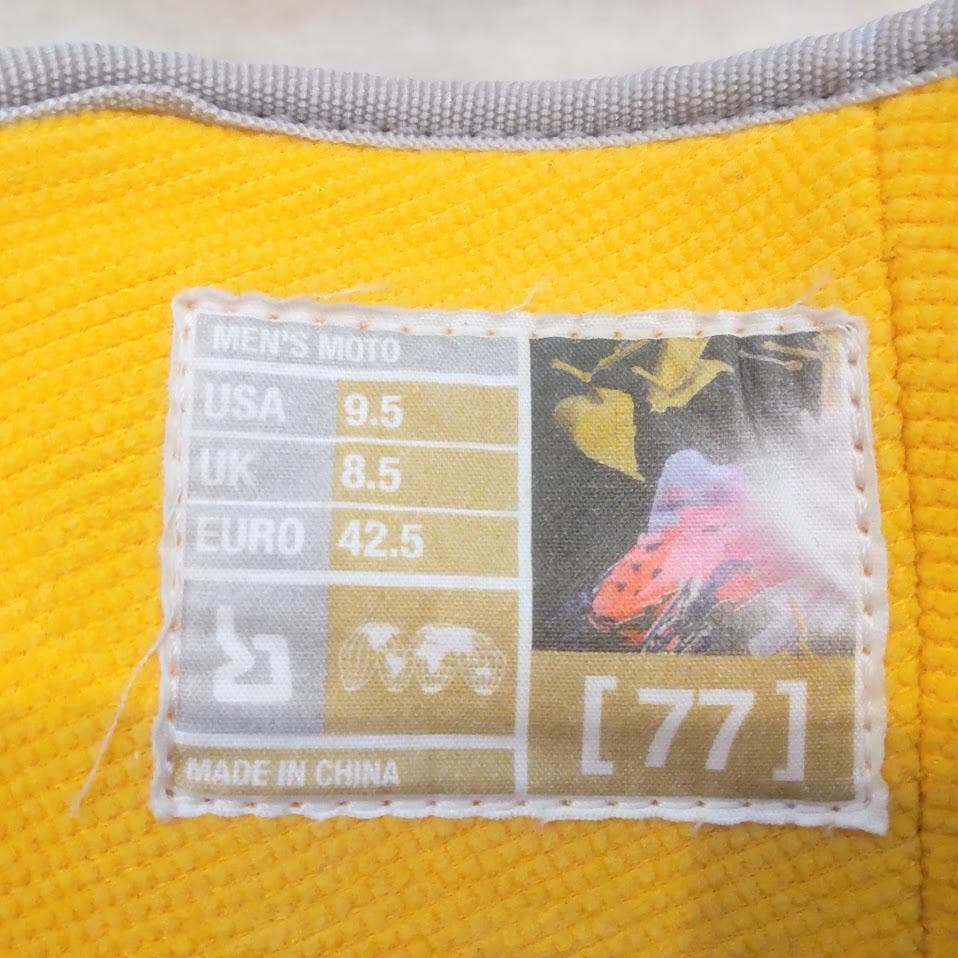 MEN'S MOTO
USA 9.5
UK 8.5
EURO 42.5
MADE IN CHINA
[77]